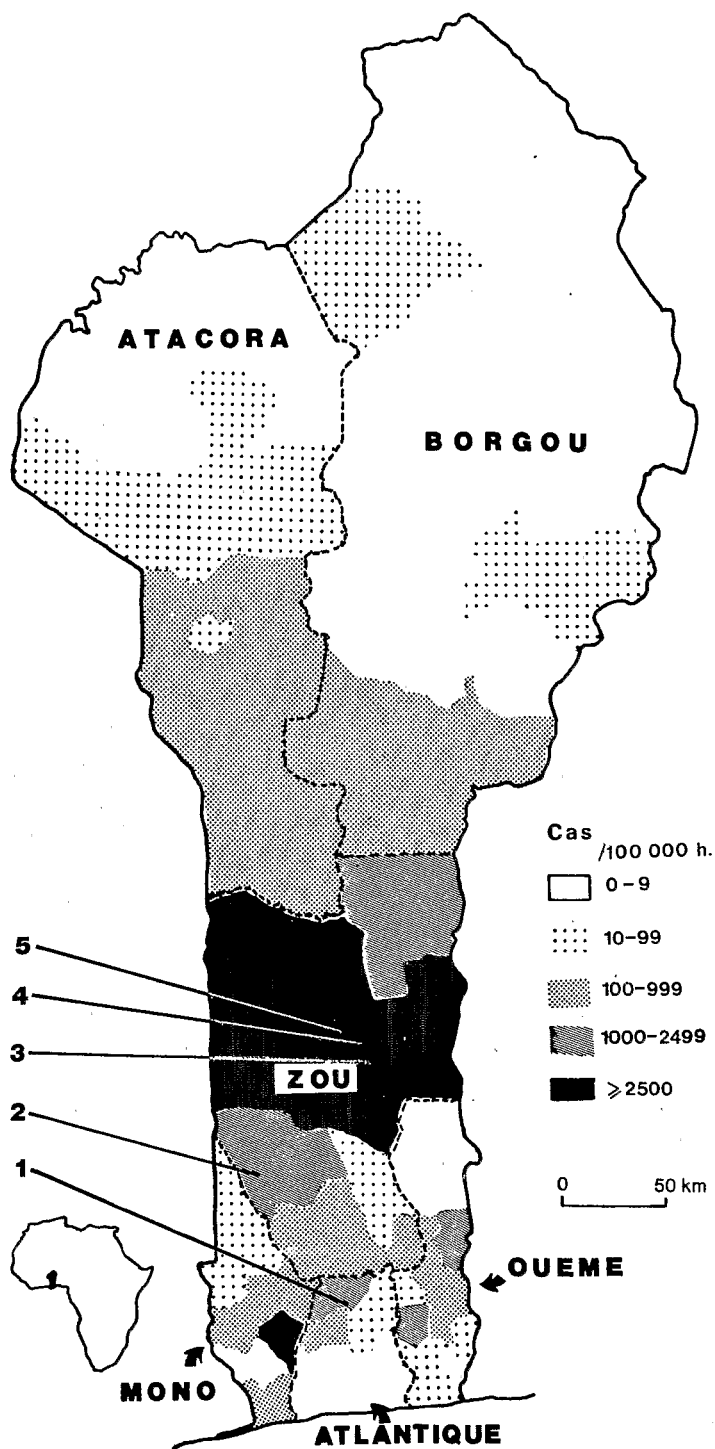 ATACORA
BORGOU
Cas
/100 000 h.
0-9
10-99
100-999
1000-2499
⩾2500
5
4
3
ZOU
2
1
0 50 km
OUEME
MONO
ATLANTIQUE